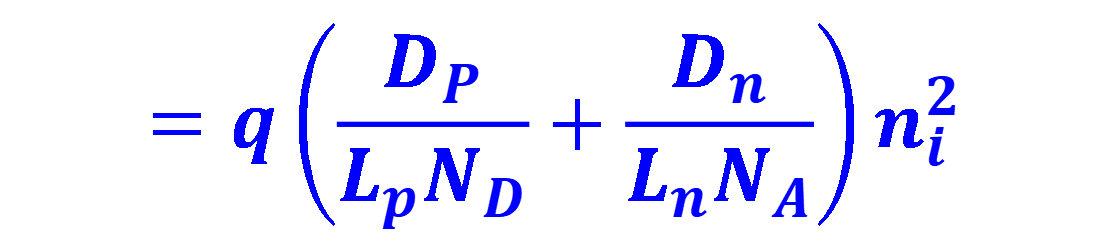 = q ( D_P / (L_p N_D) + D_n / (L_n N_A) ) n_i^2